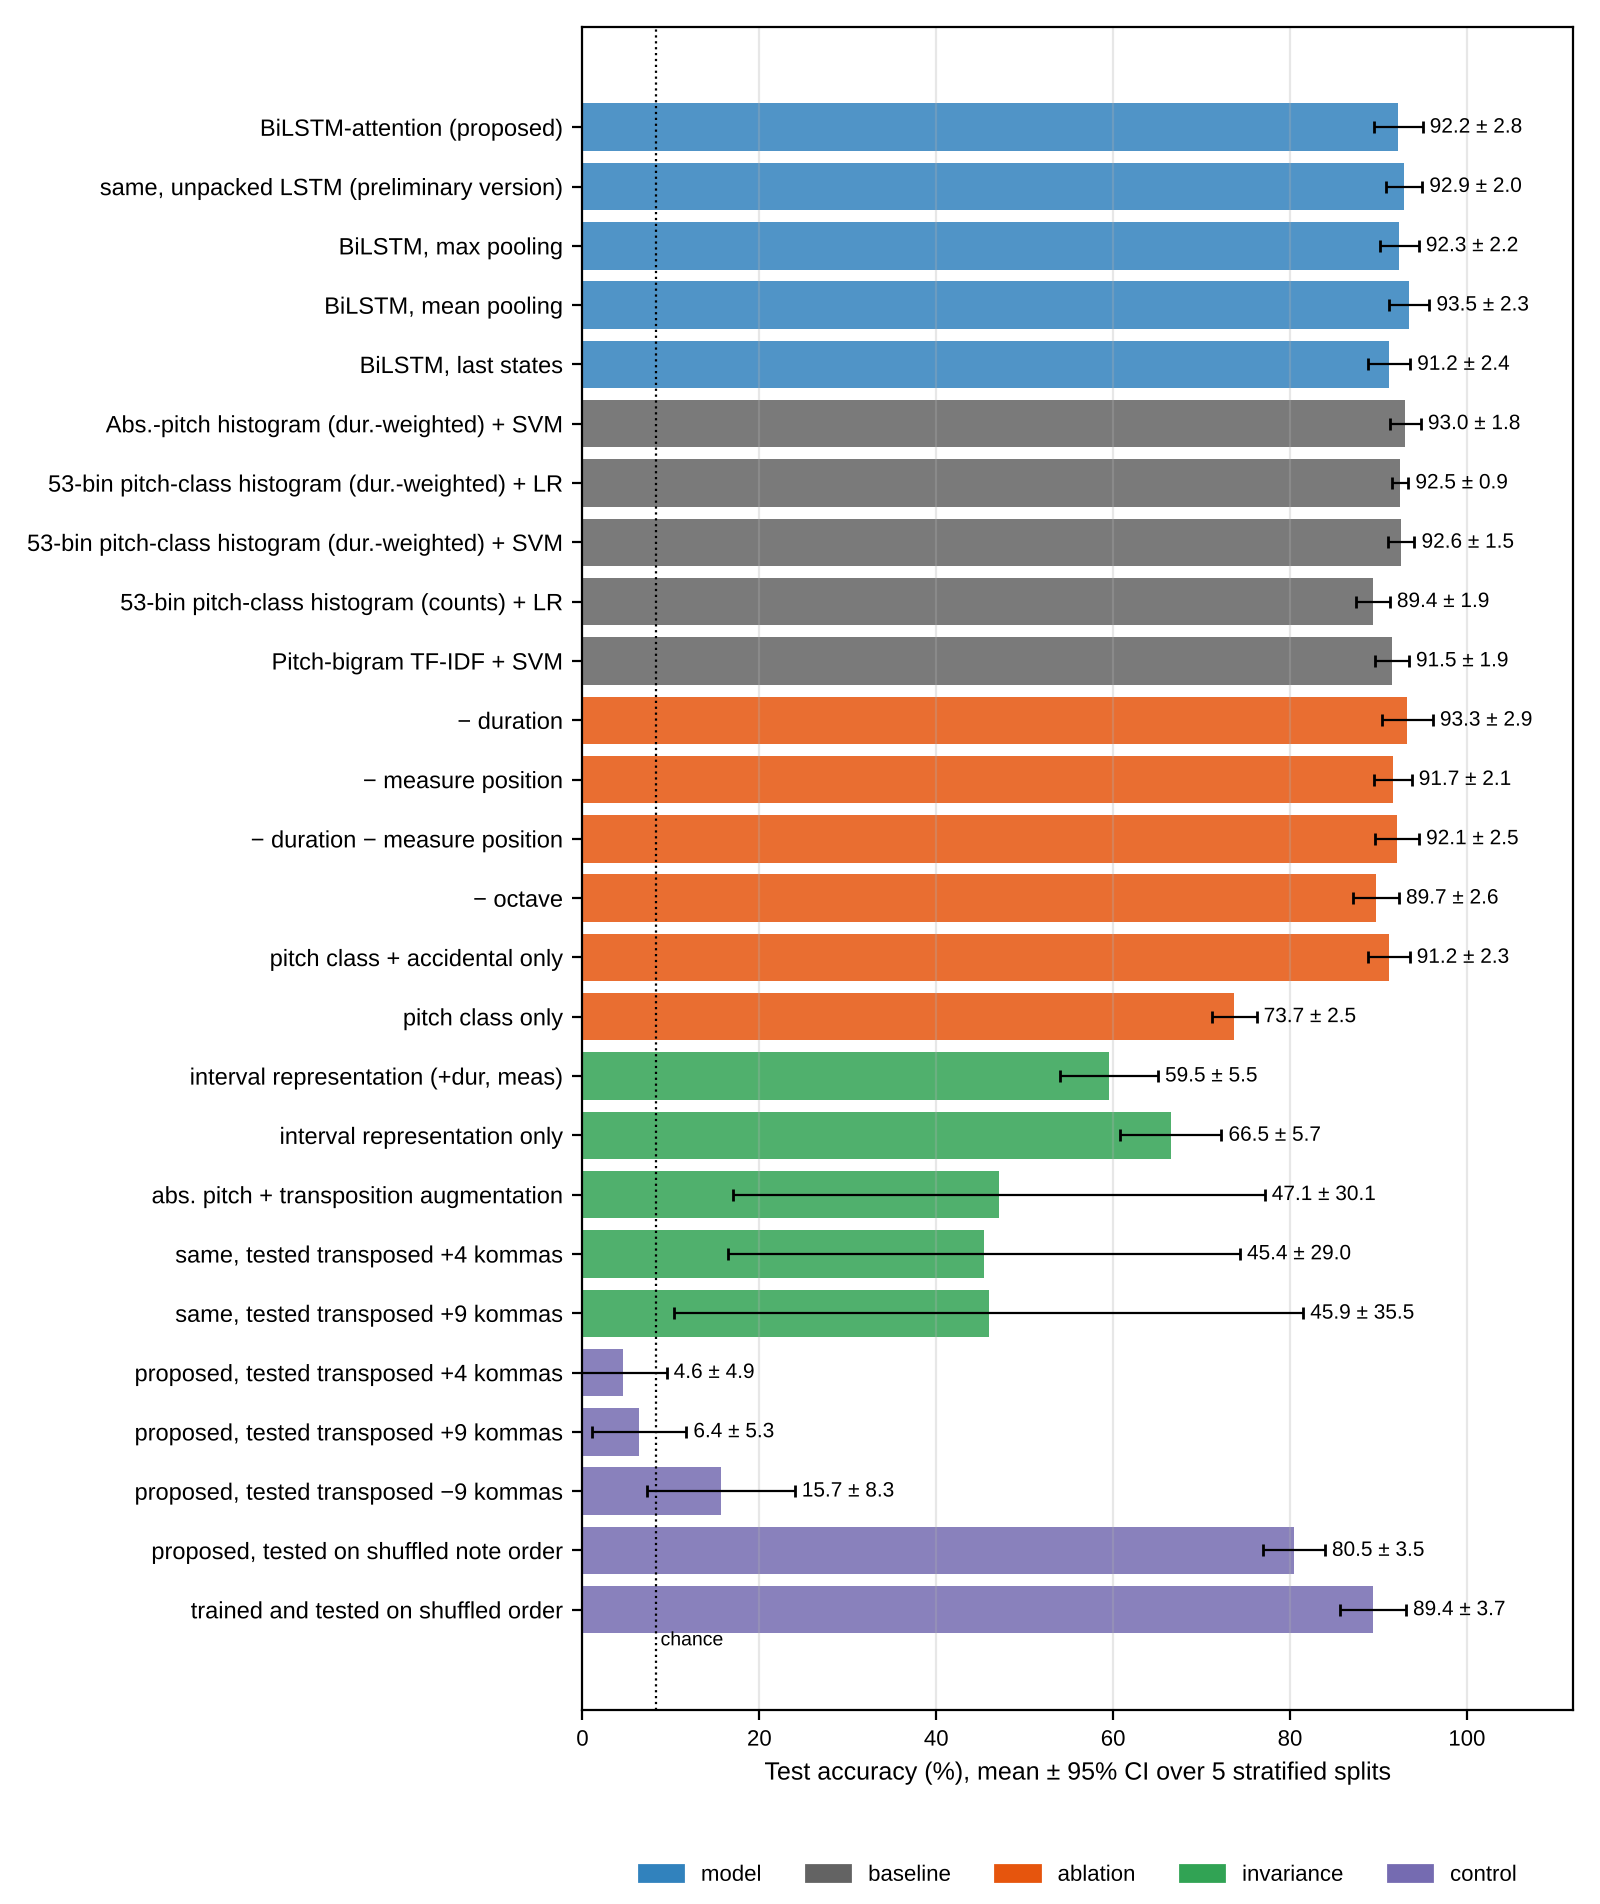 BiLSTM-attention (proposed) 92.2 ± 2.8
same, unpacked LSTM (preliminary version) 92.9 ± 2.0
BiLSTM, max pooling 92.3 ± 2.2
BiLSTM, mean pooling 93.5 ± 2.3
BiLSTM, last states 91.2 ± 2.4
Abs.-pitch histogram (dur.-weighted) + SVM 93.0 ± 1.8
53-bin pitch-class histogram (dur.-weighted) + LR 92.5 ± 0.9
53-bin pitch-class histogram (dur.-weighted) + SVM 92.6 ± 1.5
53-bin pitch-class histogram (counts) + LR 89.4 ± 1.9
Pitch-bigram TF-IDF + SVM 91.5 ± 1.9
− duration 93.3 ± 2.9
− measure position 91.7 ± 2.1
− duration − measure position 92.1 ± 2.5
− octave 89.7 ± 2.6
pitch class + accidental only 91.2 ± 2.3
pitch class only 73.7 ± 2.5
interval representation (+dur, meas) 59.5 ± 5.5
interval representation only 66.5 ± 5.7
abs. pitch + transposition augmentation 47.1 ± 30.1
same, tested transposed +4 kommas 45.4 ± 29.0
same, tested transposed +9 kommas 45.9 ± 35.5
proposed, tested transposed +4 kommas 4.6 ± 4.9
proposed, tested transposed +9 kommas 6.4 ± 5.3
proposed, tested transposed −9 kommas 15.7 ± 8.3
proposed, tested on shuffled note order 80.5 ± 3.5
trained and tested on shuffled order 89.4 ± 3.7
chance
0 20 40 60 80 100
Test accuracy (%), mean ± 95% CI over 5 stratified splits
model baseline ablation invariance control